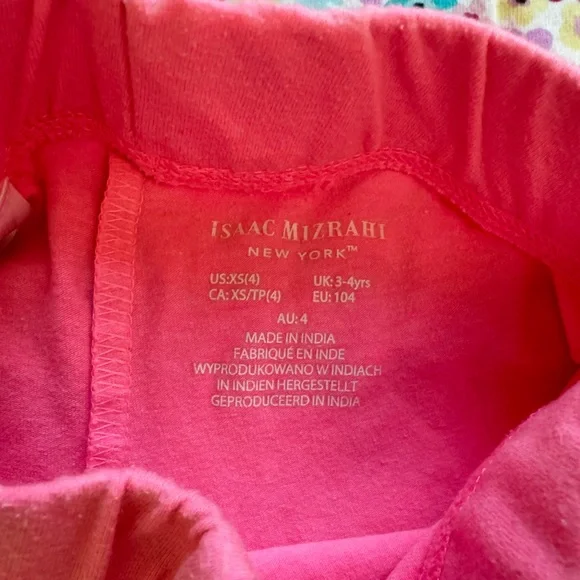 ISAAC MIZRAHI
NEW YORK™
US:XS(4) UK: 3-4yrs
CA: XS/TP(4) EU: 104
AU: 4
MADE IN INDIA
FABRIQUÉ EN INDE
WYPRODUKOWANO W INDIACH
IN INDIEN HERGESTELLT
GEPRODUCEERD IN INDIA